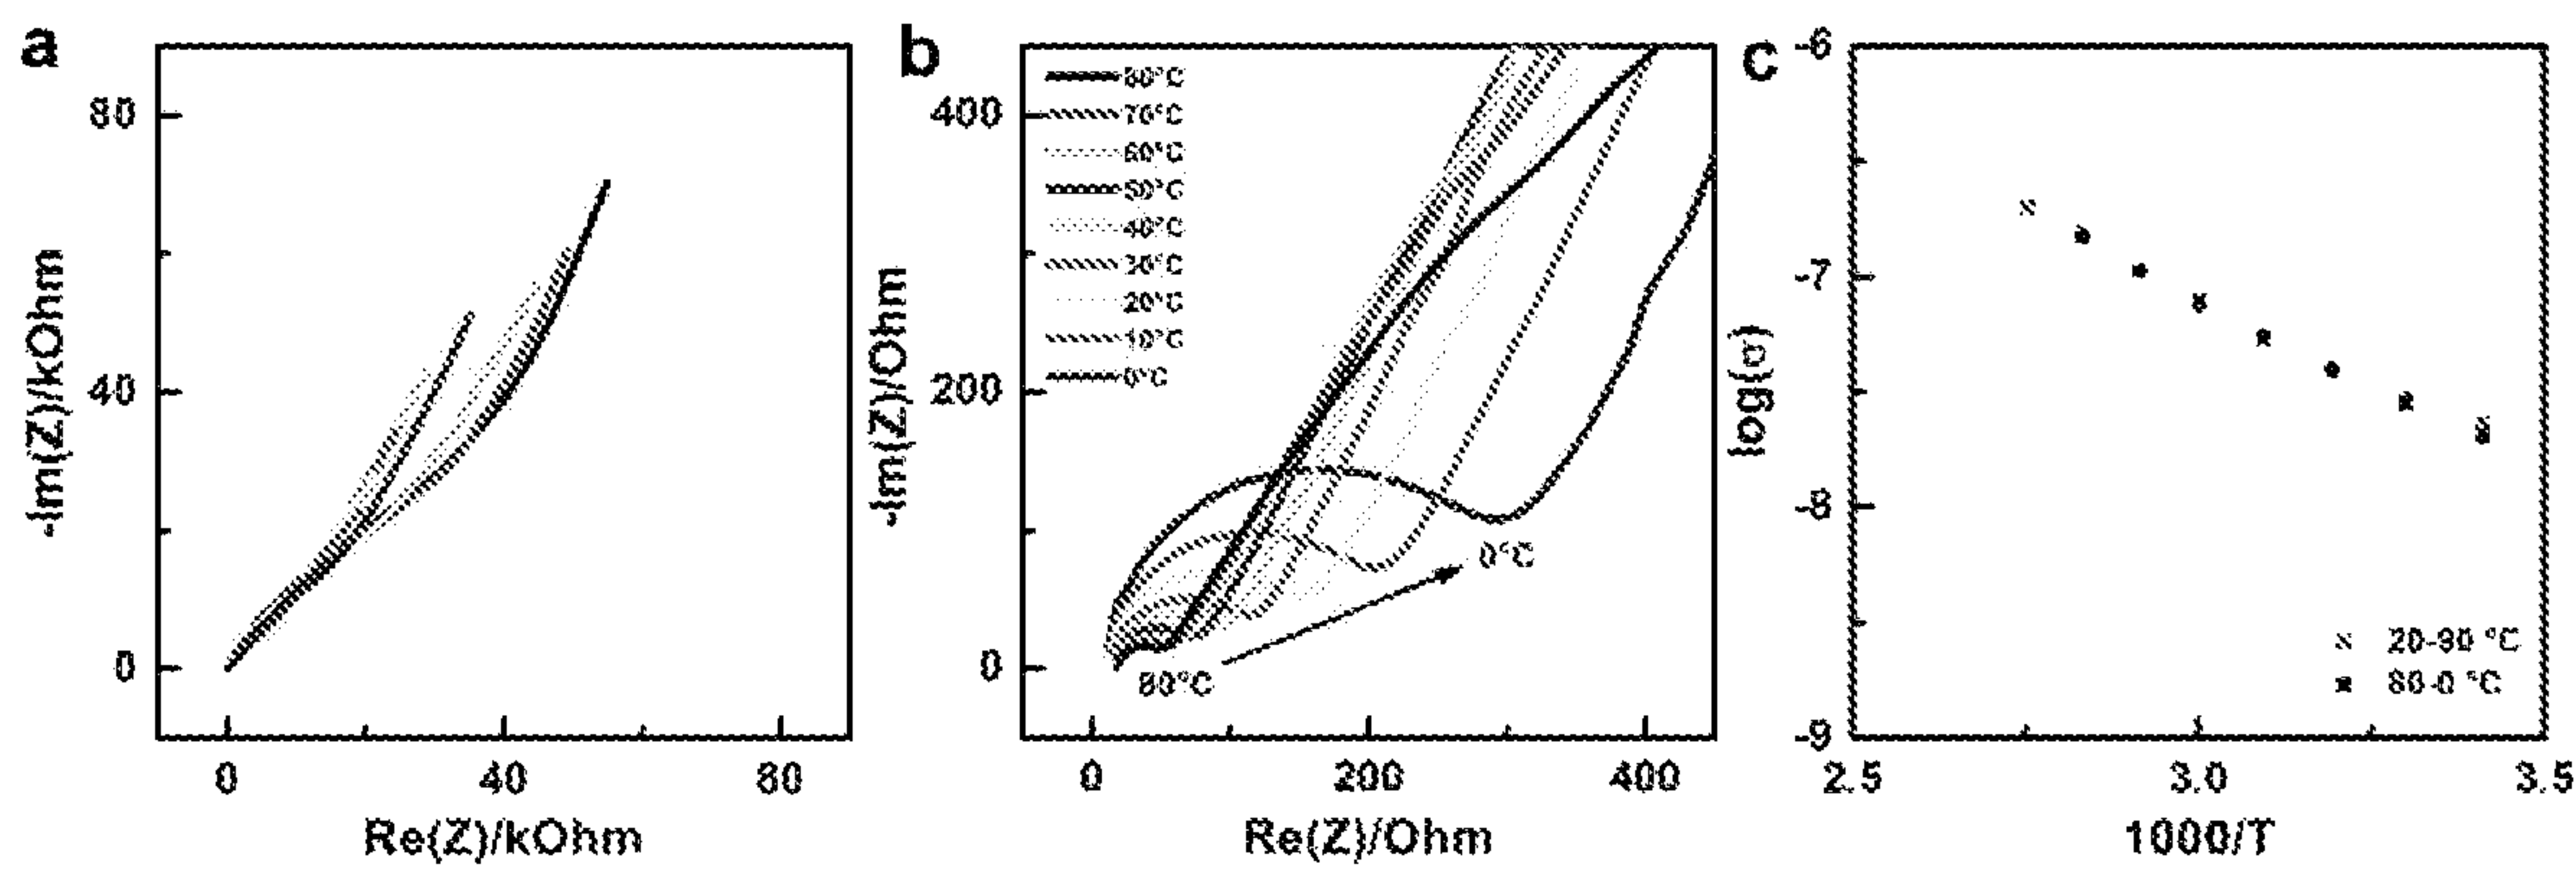 a
80
40
0
0
40
80
-Im(Z)/kOhm
Re(Z)/kOhm
b
80°C
70°C
60°C
50°C
40°C
30°C
20°C
10°C
0°C
400
200
0
0
200
400
0°C
80°C
-Im(Z)/Ohm
Re(Z)/Ohm
c
-6
-7
-8
-9
2.5
3.0
3.5
log(σ)
20-90 °C
80-0 °C
1000/T